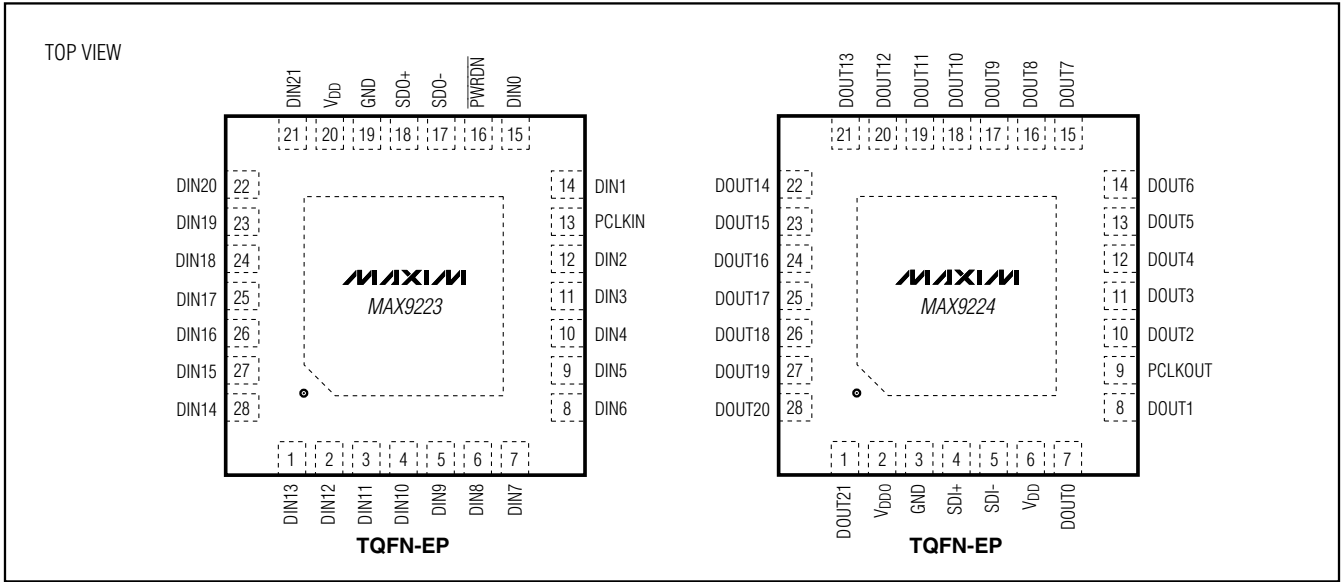 TOP VIEW
DIN21 VDD GND SDO+ SDO- PWRDN DIN0
21 20 19 18 17 16 15
DIN20 22
DIN19 23
DIN18 24
DIN17 25
DIN16 26
DIN15 27
DIN14 28
MAXIM
MAX9223
14 DIN1
13 PCLKIN
12 DIN2
11 DIN3
10 DIN4
9 DIN5
8 DIN6
1 2 3 4 5 6 7
DIN13 DIN12 DIN11 DIN10 DIN9 DIN8 DIN7
TQFN-EP
DOUT13 DOUT12 DOUT11 DOUT10 DOUT9 DOUT8 DOUT7
21 20 19 18 17 16 15
DOUT14 22
DOUT15 23
DOUT16 24
DOUT17 25
DOUT18 26
DOUT19 27
DOUT20 28
MAXIM
MAX9224
14 DOUT6
13 DOUT5
12 DOUT4
11 DOUT3
10 DOUT2
9 PCLKOUT
8 DOUT1
1 2 3 4 5 6 7
DOUT21 VDDO GND SDI+ SDI- VDD DOUT0
TQFN-EP